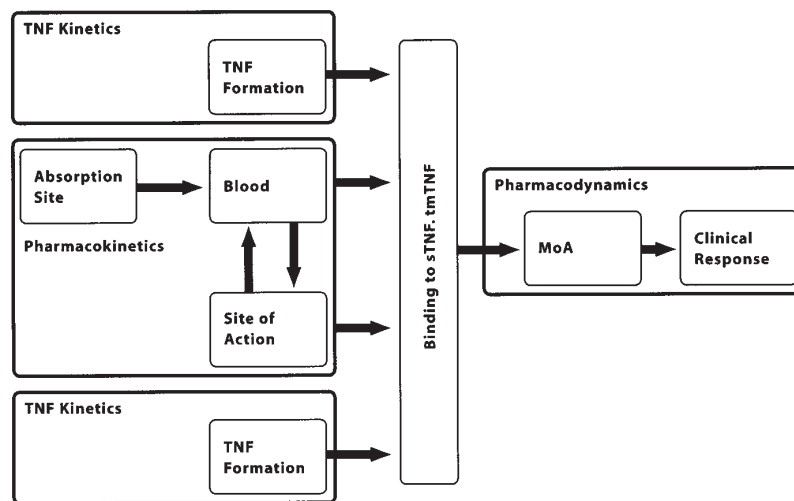 TNF Kinetics
TNF
Formation
Absorption
Site
Blood
Pharmacokinetics
Site of
Action
TNF Kinetics
TNF
Formation
Binding to sTNF. tmTNF
Pharmacodynamics
MoA
Clinical
Response